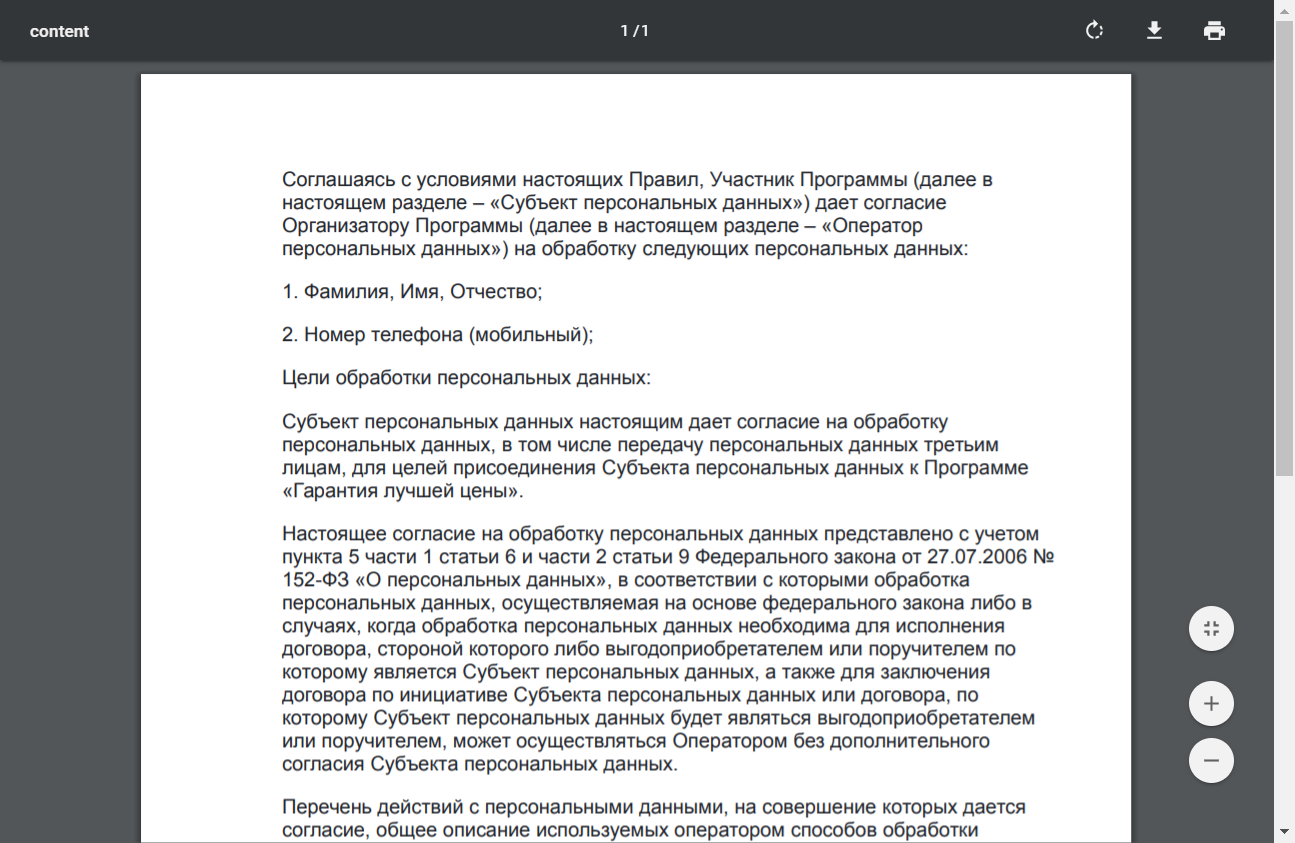 content
1 / 1
Соглашаясь с условиями настоящих Правил, Участник Программы (далее в
настоящем разделе – «Субъект персональных данных») дает согласие
Организатору Программы (далее в настоящем разделе – «Оператор
персональных данных») на обработку следующих персональных данных:
1. Фамилия, Имя, Отчество;
2. Номер телефона (мобильный);
Цели обработки персональных данных:
Субъект персональных данных настоящим дает согласие на обработку
персональных данных, в том числе передачу персональных данных третьим
лицам, для целей присоединения Субъекта персональных данных к Программе
«Гарантия лучшей цены».
Настоящее согласие на обработку персональных данных представлено с учетом
пункта 5 части 1 статьи 6 и части 2 статьи 9 Федерального закона от 27.07.2006 №
152-ФЗ «О персональных данных», в соответствии с которыми обработка
персональных данных, осуществляемая на основе федерального закона либо в
случаях, когда обработка персональных данных необходима для исполнения
договора, стороной которого либо выгодоприобретателем или поручителем по
которому является Субъект персональных данных, а также для заключения
договора по инициативе Субъекта персональных данных или договора, по
которому Субъект персональных данных будет являться выгодоприобретателем
или поручителем, может осуществляться Оператором без дополнительного
согласия Субъекта персональных данных.
Перечень действий с персональными данными, на совершение которых дается
согласие, общее описание используемых оператором способов обработки